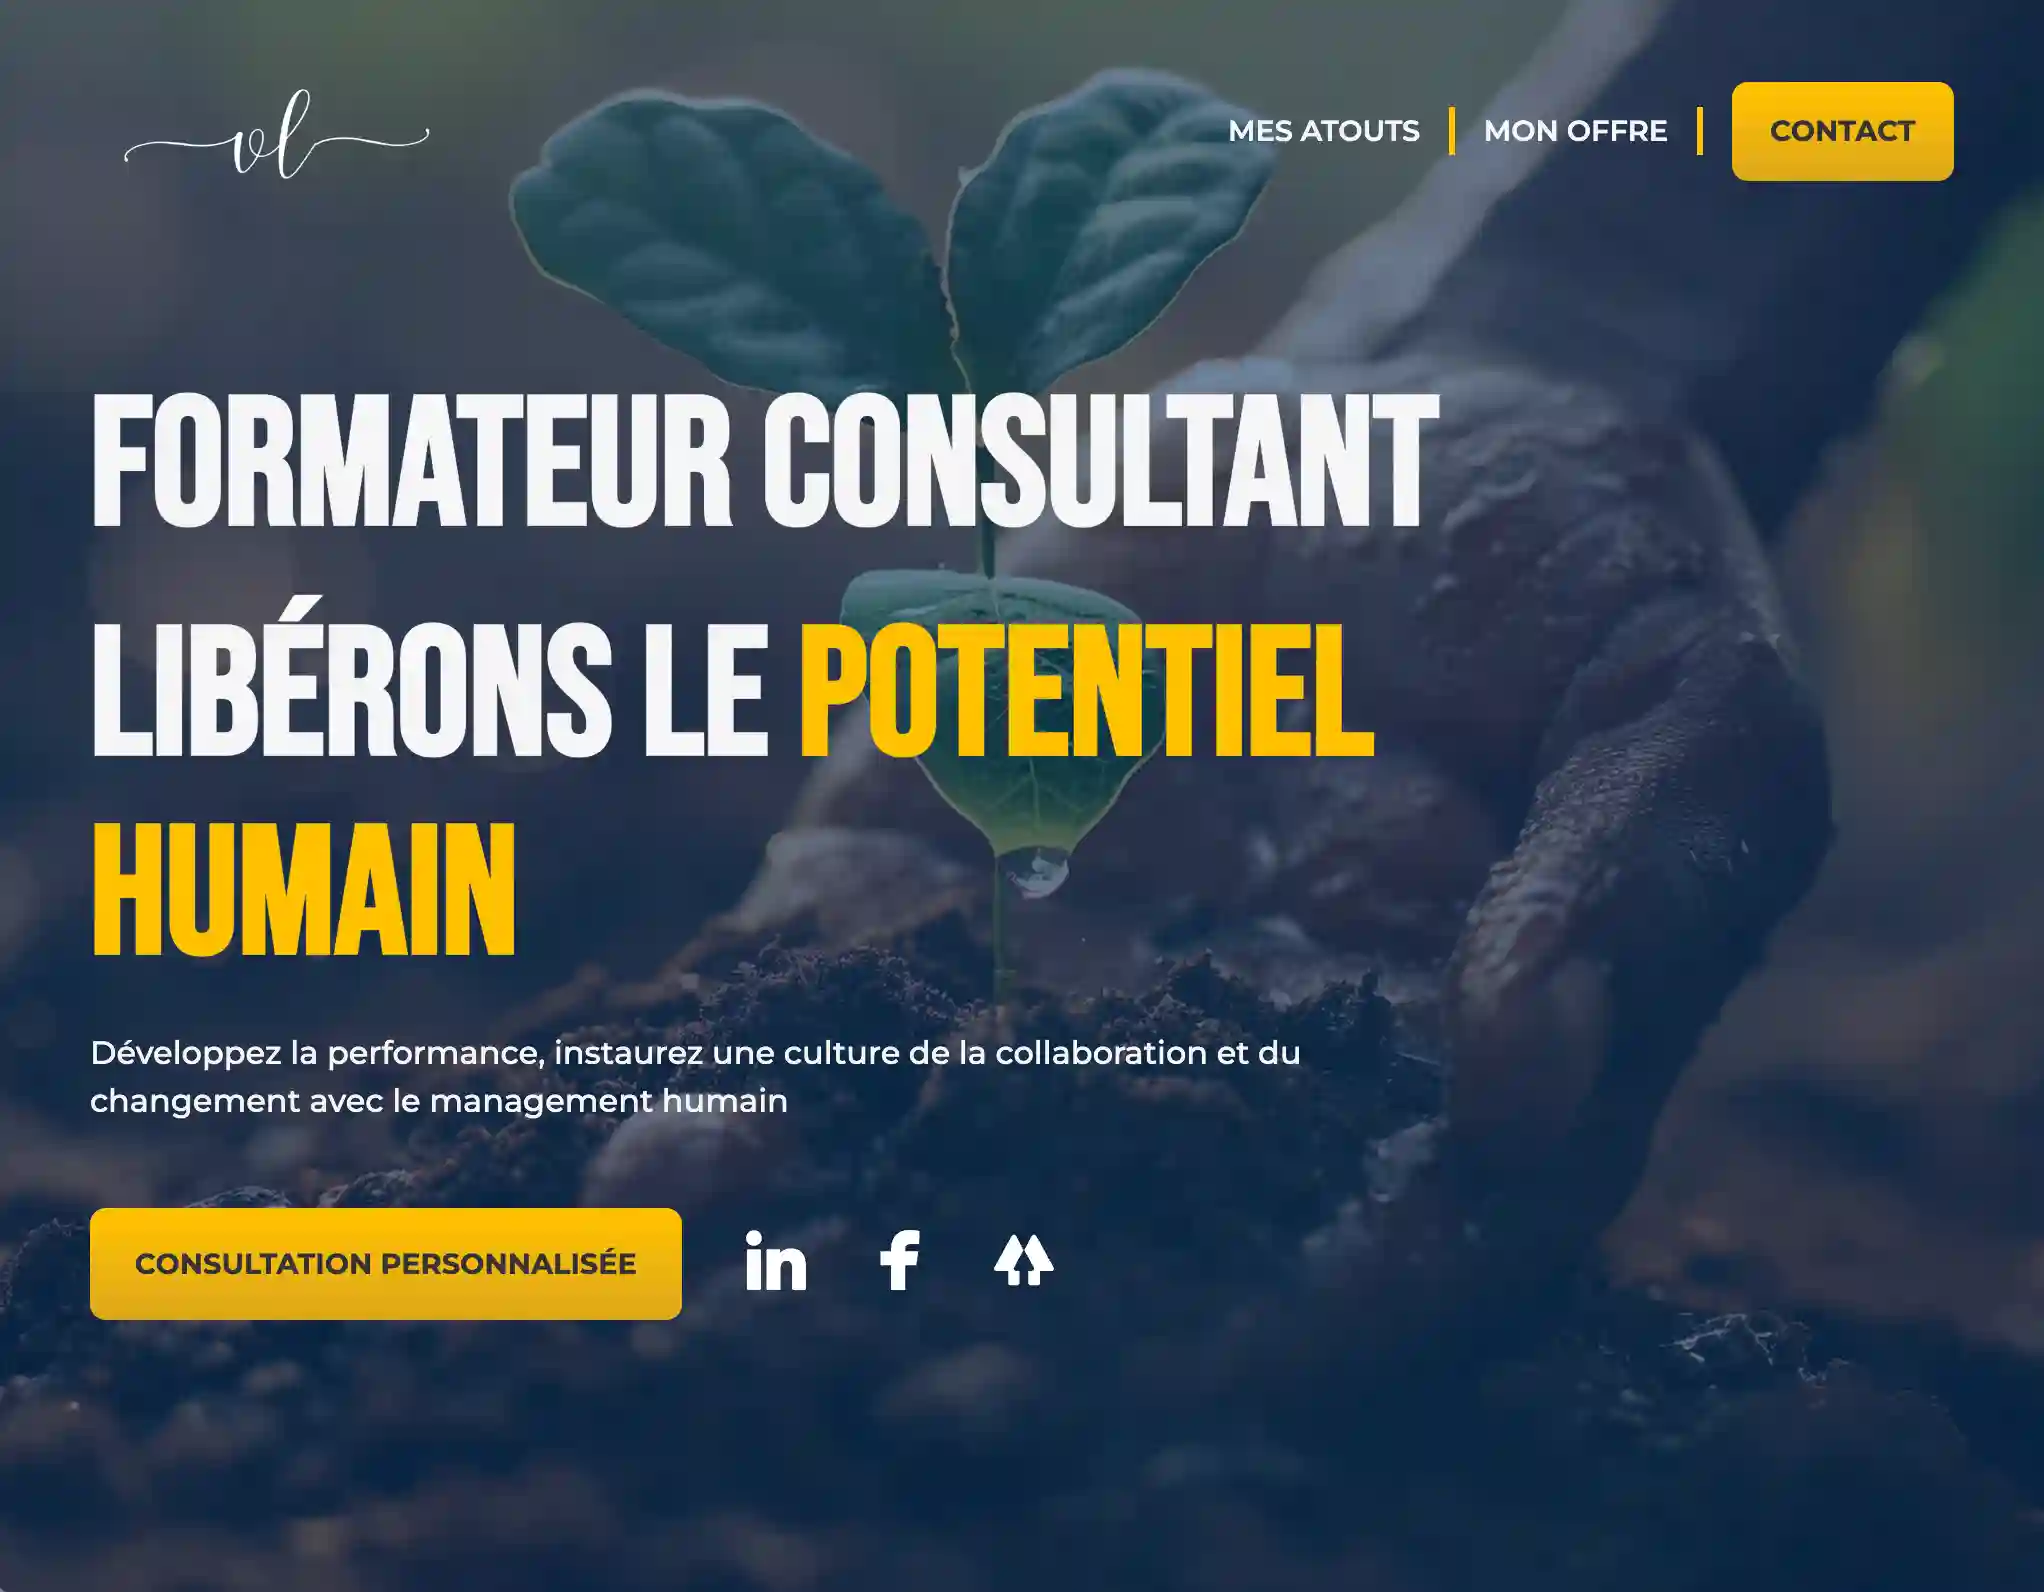 vl
MES ATOUTS
MON OFFRE
CONTACT
FORMATEUR CONSULTANT
LIBÉRONS LE POTENTIEL
HUMAIN
Développez la performance, instaurez une culture de la collaboration et du
changement avec le management humain
CONSULTATION PERSONNALISÉE
in f